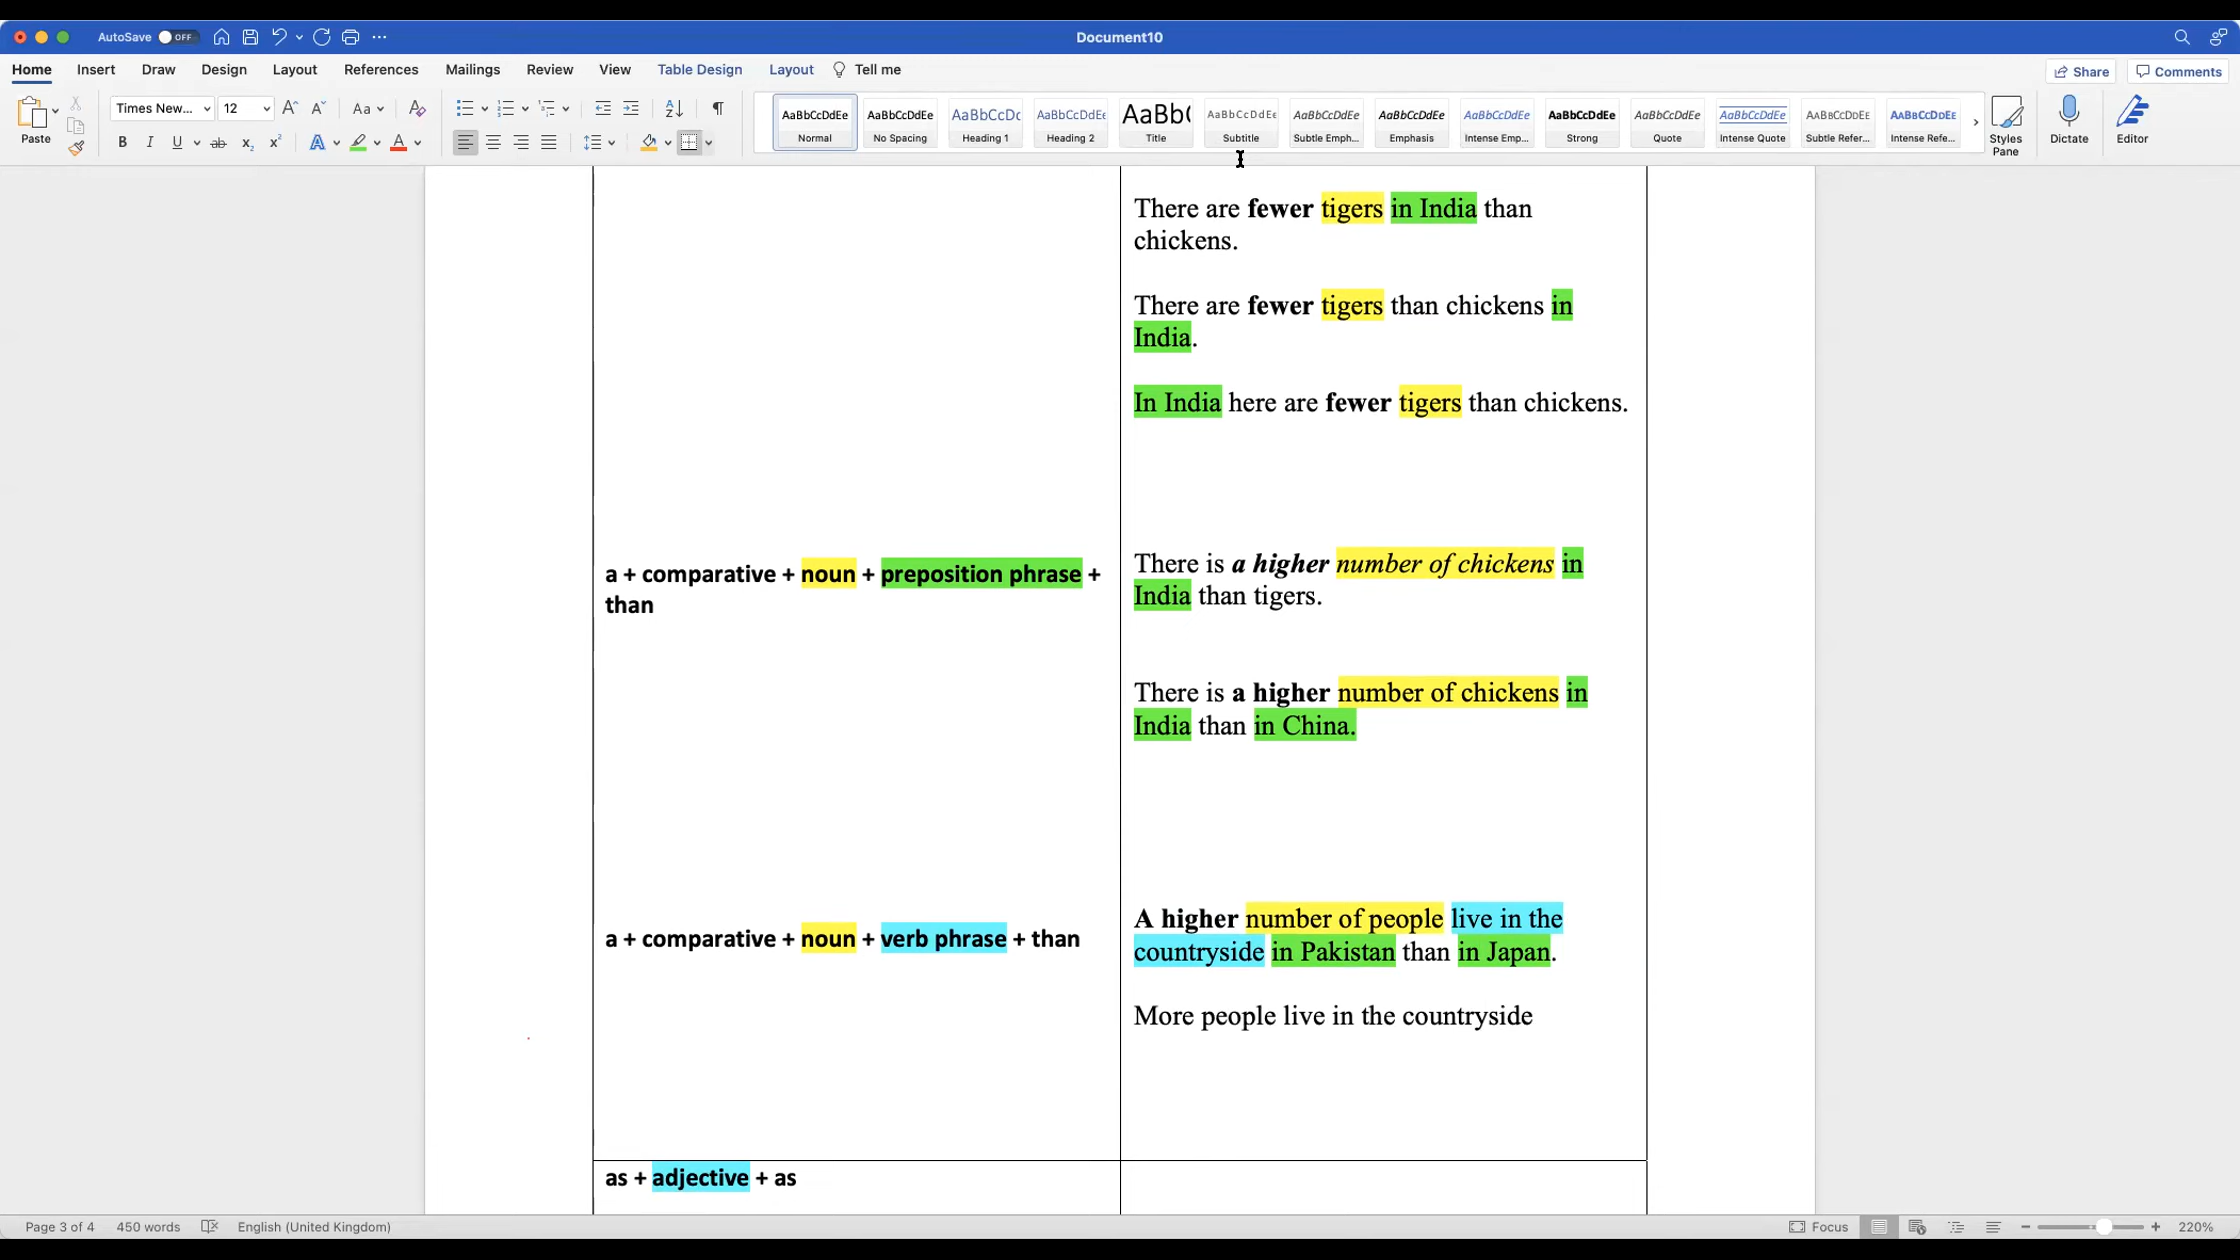 AutoSave OFF
Document10
Home Insert Draw Design Layout References Mailings Review View Table Design Layout Tell me
Share Comments
Paste
Times New... 12 Aa
AaBbCcDdEe AaBbCcDdEe AaBbCcDc AaBbCcDdEe AaBb( AaBbCcDdEe AaBbCcDdEe AaBbCcDdEe AaBbCcDdEe AaBbCcDdEe AaBbCcDdEe AaBbCcDdEe AaBbCcDdEe AaBbCcDdEe
Normal No Spacing Heading 1 Heading 2 Title Subtitle Subtle Emph... Emphasis Intense Emp... Strong Quote Intense Quote Subtle Refer... Intense Refe...
Styles
Pane
Dictate
Editor
There are fewer tigers in India than
chickens.
There are fewer tigers than chickens in
India.
In India here are fewer tigers than chickens.
a + comparative + noun + preposition phrase +
than
There is a higher number of chickens in
India than tigers.
There is a higher number of chickens in
India than in China.
a + comparative + noun + verb phrase + than
A higher number of people live in the
countryside in Pakistan than in Japan.
More people live in the countryside
as + adjective + as
Page 3 of 4 450 words English (United Kingdom) Focus 220%